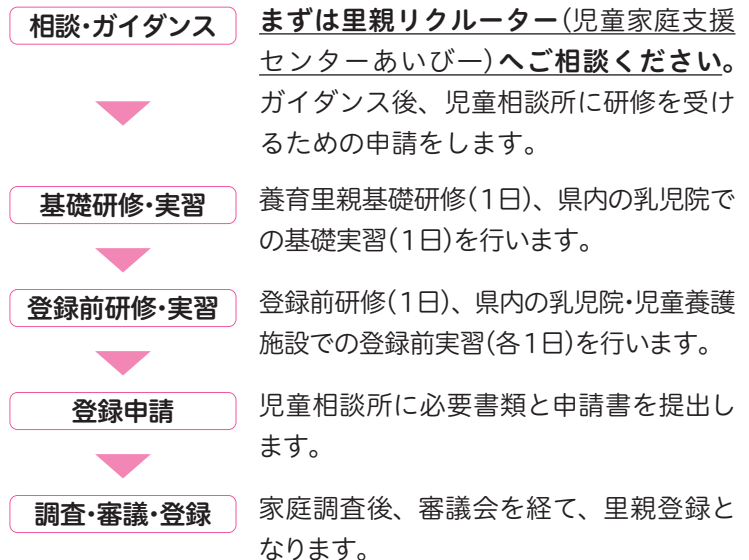 相談・ガイダンス
まずは里親リクルーター(児童家庭支援
センターあいびー)へご相談ください。
ガイダンス後、児童相談所に研修を受け
るための申請をします。
基礎研修・実習
養育里親基礎研修(1日)、県内の乳児院で
の基礎実習(1日)を行います。
登録前研修・実習
登録前研修(1日)、県内の乳児院・児童養護
施設での登録前実習(各1日)を行います。
登録申請
児童相談所に必要書類と申請書を提出し
ます。
調査・審議・登録
家庭調査後、審議会を経て、里親登録と
なります。